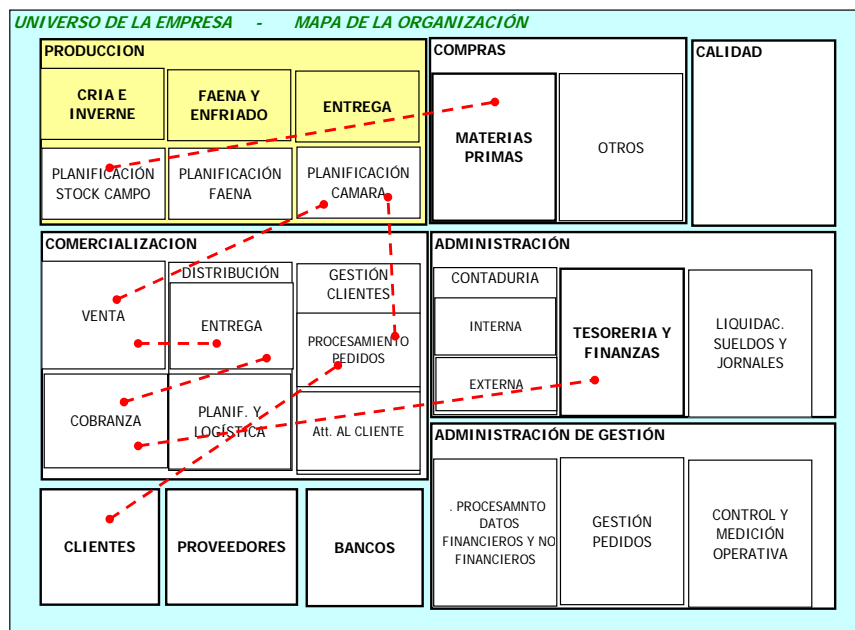 UNIVERSO DE LA EMPRESA - MAPA DE LA ORGANIZACIÓN
PRODUCCION
CRIA E
INVERNE
FAENA Y
ENFRIADO
ENTREGA
PLANIFICACIÓN
STOCK CAMPO
PLANIFICACIÓN
FAENA
PLANIFICACIÓN
CAMARA
COMPRAS
MATERIAS
PRIMAS
OTROS
CALIDAD
COMERCIALIZACION
VENTA
DISTRIBUCIÓN
ENTREGA
GESTIÓN
CLIENTES
PROCESAMIENTO
PEDIDOS
COBRANZA
PLANIF. Y
LOGÍSTICA
Att. AL CLIENTE
ADMINISTRACIÓN
CONTADURIA
INTERNA
EXTERNA
TESORERIA Y
FINANZAS
LIQUIDAC.
SUELDOS Y
JORNALES
ADMINISTRACIÓN DE GESTIÓN
. PROCESAMNTO
DATOS
FINANCIEROS Y NO
FINANCIEROS
GESTIÓN
PEDIDOS
CONTROL Y
MEDICIÓN
OPERATIVA
CLIENTES
PROVEEDORES
BANCOS